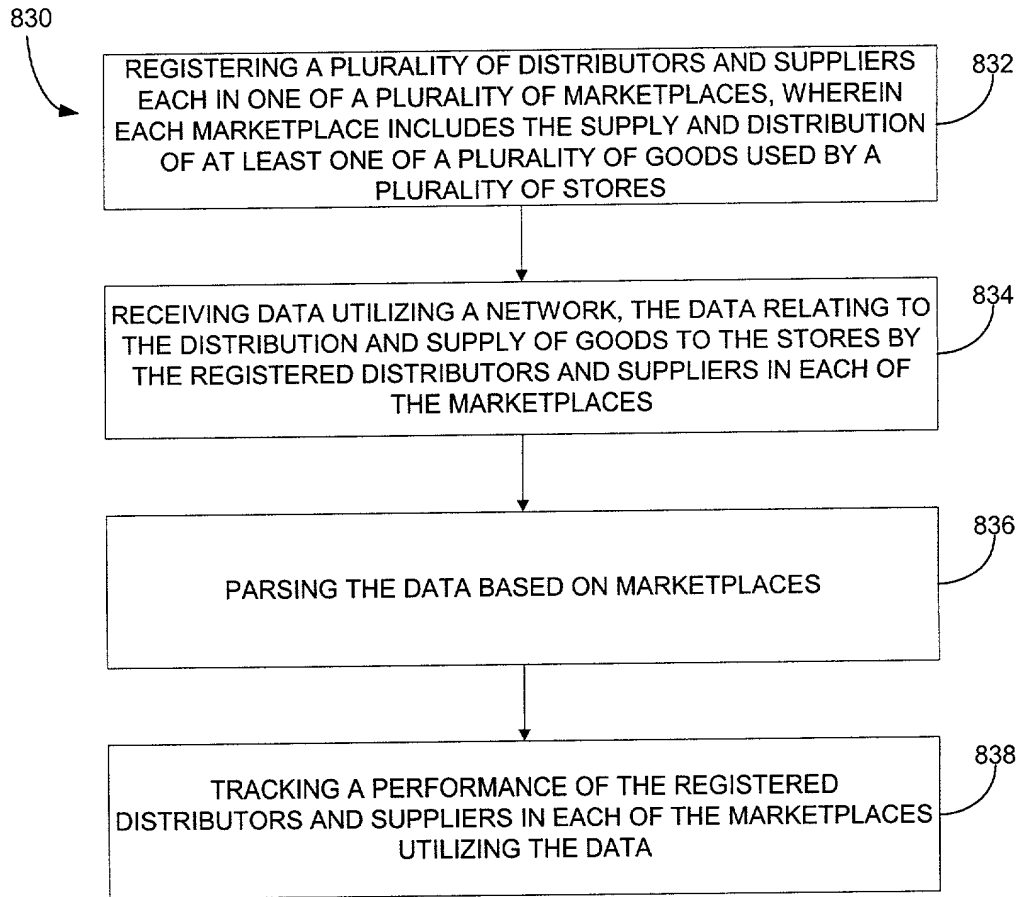 830
REGISTERING A PLURALITY OF DISTRIBUTORS AND SUPPLIERS
EACH IN ONE OF A PLURALITY OF MARKETPLACES, WHEREIN
EACH MARKETPLACE INCLUDES THE SUPPLY AND DISTRIBUTION
OF AT LEAST ONE OF A PLURALITY OF GOODS USED BY A
PLURALITY OF STORES
832
RECEIVING DATA UTILIZING A NETWORK, THE DATA RELATING TO
THE DISTRIBUTION AND SUPPLY OF GOODS TO THE STORES BY
THE REGISTERED DISTRIBUTORS AND SUPPLIERS IN EACH OF
THE MARKETPLACES
834
PARSING THE DATA BASED ON MARKETPLACES
836
TRACKING A PERFORMANCE OF THE REGISTERED
DISTRIBUTORS AND SUPPLIERS IN EACH OF THE MARKETPLACES
UTILIZING THE DATA
838